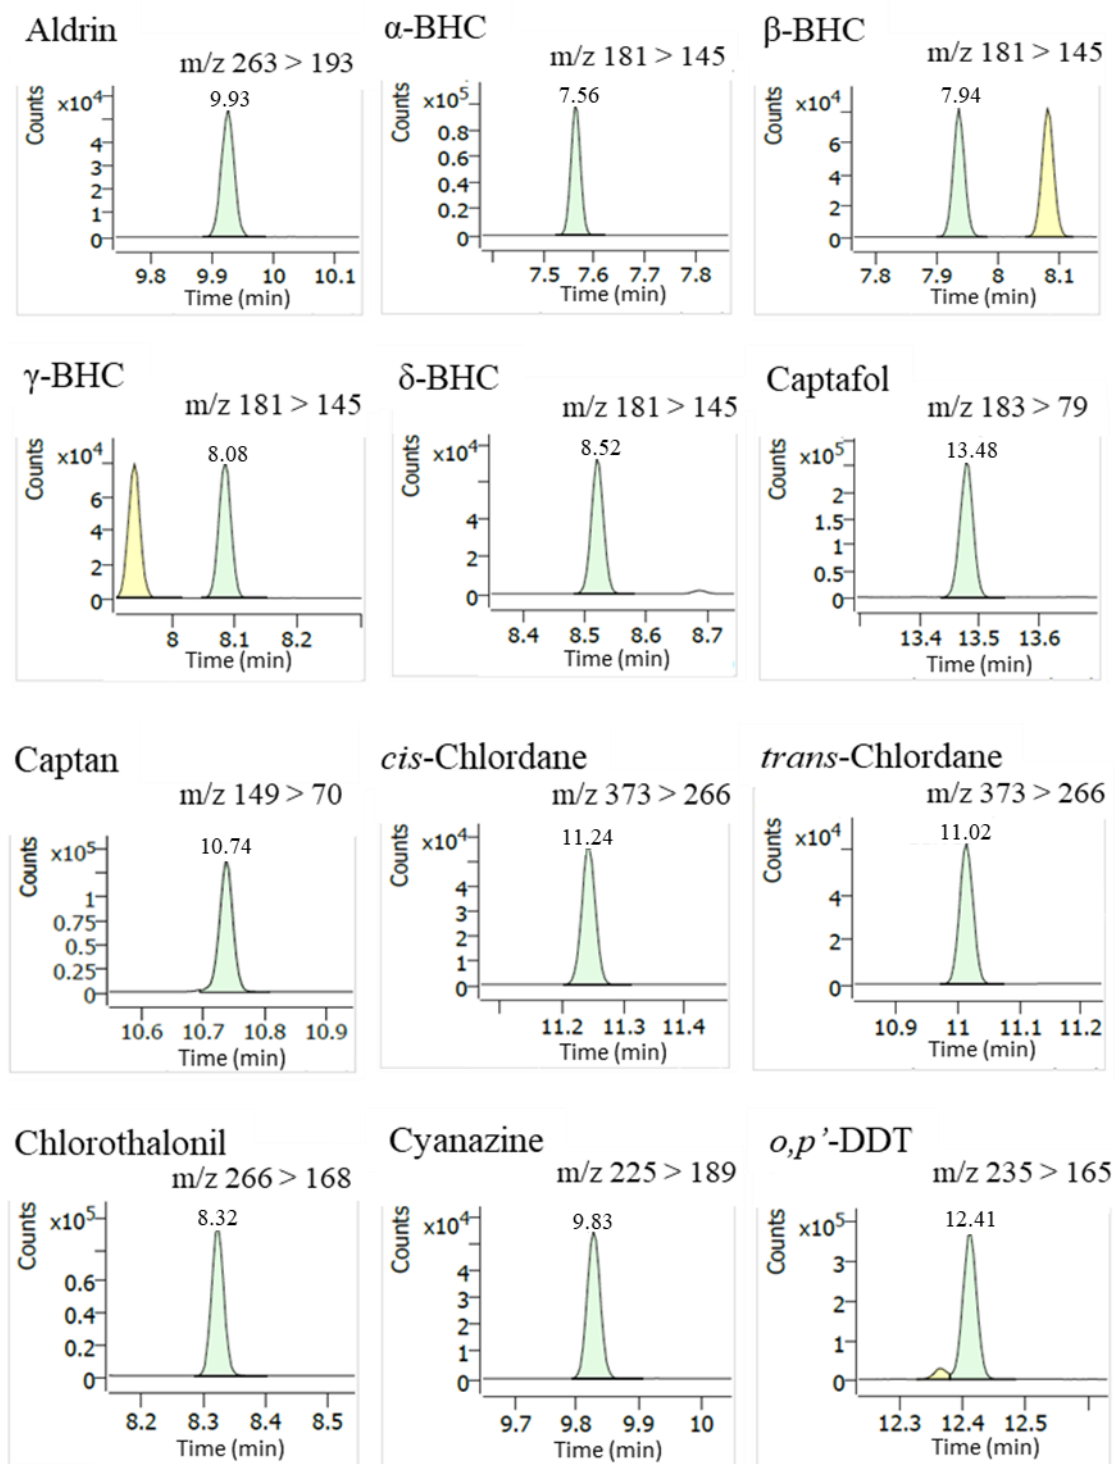 Aldrin
m/z 263 > 193
Counts
x10⁴
9.93
4
3
2
1
0
9.8 9.9 10 10.1
Time (min)
α-BHC
m/z 181 > 145
Counts
x10⁵
7.56
0.8
0.6
0.4
0.2
0
7.5 7.6 7.7 7.8
Time (min)
β-BHC
m/z 181 > 145
Counts
x10⁴
7.94
6
4
2
0
7.8 7.9 8 8.1
Time (min)
γ-BHC
m/z 181 > 145
Counts
x10⁴
8.08
6
4
2
0
8 8.1 8.2
Time (min)
δ-BHC
m/z 181 > 145
Counts
x10⁴
8.52
4
2
0
8.4 8.5 8.6 8.7
Time (min)
Captafol
m/z 183 > 79
Counts
x10⁵
13.48
2
1.5
1
0.5
0
13.4 13.5 13.6
Time (min)
Captan
m/z 149 > 70
Counts
x10⁵
10.74
1
0.75
0.5
0.25
0
10.6 10.7 10.8 10.9
Time (min)
cis-Chlordane
m/z 373 > 266
Counts
x10⁴
11.24
4
3
2
1
0
11.2 11.3 11.4
Time (min)
trans-Chlordane
m/z 373 > 266
Counts
x10⁴
11.02
4
2
0
10.9 11 11.1 11.2
Time (min)
Chlorothalonil
m/z 266 > 168
Counts
x10⁵
8.32
0.6
0.4
0.2
0
8.2 8.3 8.4 8.5
Time (min)
Cyanazine
m/z 225 > 189
Counts
x10⁴
9.83
4
3
2
1
0
9.7 9.8 9.9 10
Time (min)
o,p’-DDT
m/z 235 > 165
Counts
x10⁵
12.41
3
2
1
0
12.3 12.4 12.5
Time (min)